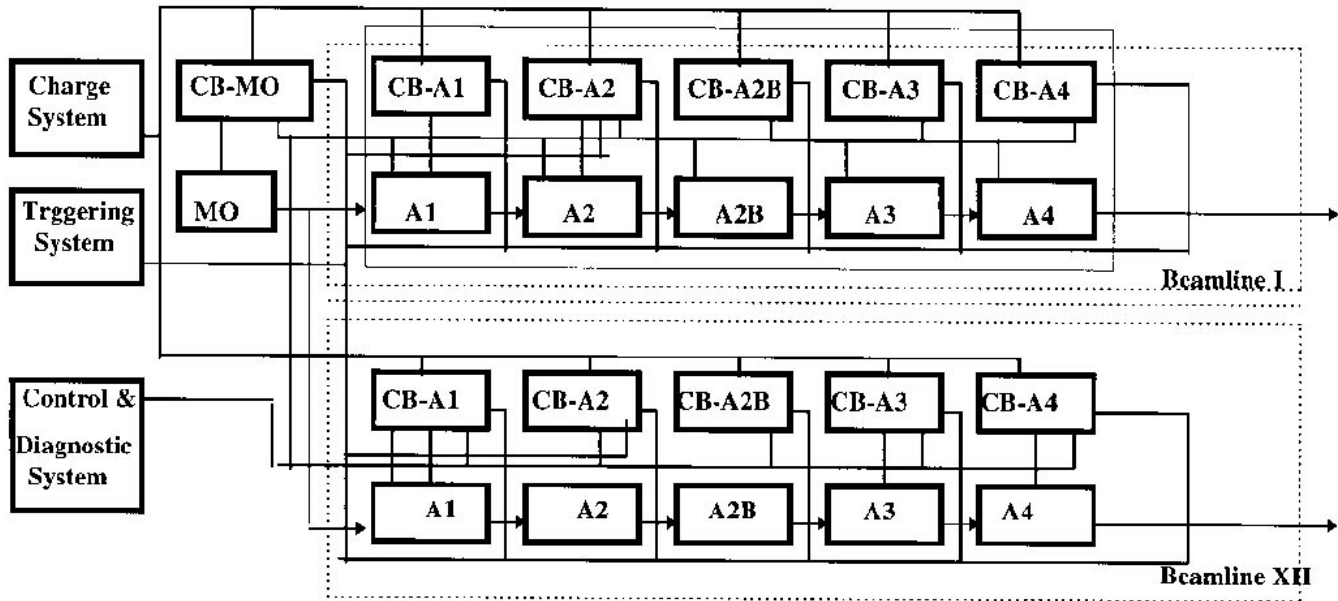 Charge
System
CB-MO
CB-A1
CB-A2
CB-A2B
CB-A3
CB-A4
Trggering
System
MO
A1
A2
A2B
A3
A4
Beamline I
Control &
Diagnostic
System
CB-A1
CB-A2
CB-A2B
CB-A3
CB-A4
A1
A2
A2B
A3
A4
Beamline XII